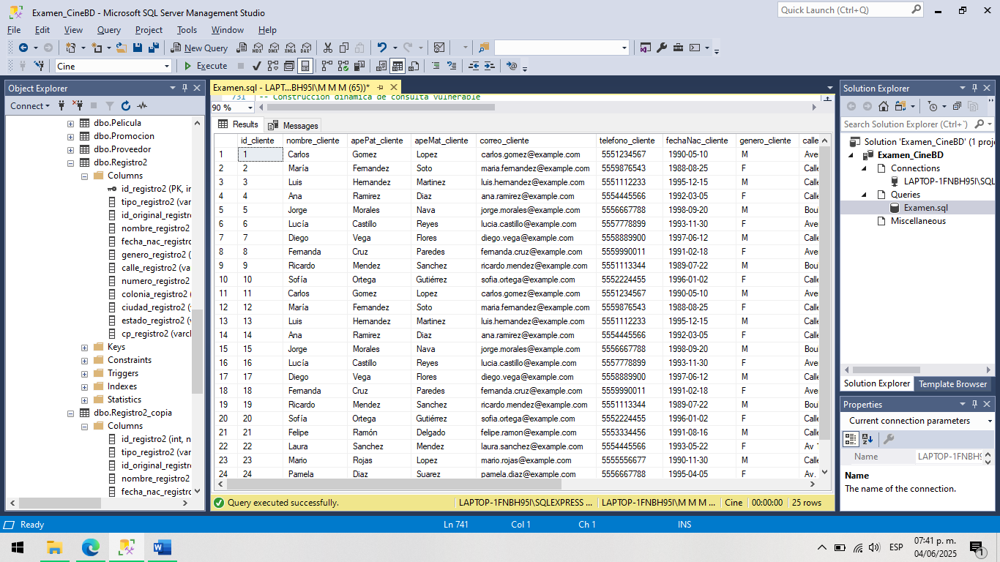 Examen_CineBD - Microsoft SQL Server Management Studio
Quick Launch (Ctrl+Q)
File Edit View Query Project Tools Window Help
New Query MDX DMX XMLA DAX
Cine Execute
Object Explorer
Connect
dbo.Pelicula
dbo.Promocion
dbo.Proveedor
dbo.Registro2
Columns
id_registro2 (PK, in
tipo_registro2 (var
id_original_registro
nombre_registro2
fecha_nac_registro
genero_registro2 (
calle_registro2 (va
numero_registro2
colonia_registro2 (
ciudad_registro2 (
estado_registro2 (v
cp_registro2 (varch
Keys
Constraints
Triggers
Indexes
Statistics
dbo.Registro2_copia
Columns
id_registro2 (int, n
tipo_registro2 (var
id_original_registro
nombre_registro2
fecha_nac_registro
Examen.sql - LAPT...BH95I\M M M (65))*
731 -- Construcción dinámica de consulta vulnerable
90 %
Results Messages
id_cliente nombre_cliente apePat_cliente apeMat_cliente correo_cliente telefono_cliente fechaNac_cliente genero_cliente calle
1 1 Carlos Gomez Lopez carlos.gomez@example.com 5551234567 1990-05-10 M Ave
2 2 María Fernandez Soto maria.fernandez@example.com 5559876543 1988-08-25 F Calle
3 3 Luis Hernandez Martinez luis.hernandez@example.com 5551112233 1995-12-15 M Calle
4 4 Ana Ramirez Diaz ana.ramirez@example.com 5554445566 1992-03-05 F Calle
5 5 Jorge Morales Nava jorge.morales@example.com 5556667788 1998-09-20 M Bou
6 6 Lucía Castillo Reyes lucia.castillo@example.com 5557778899 1993-11-30 F Ave
7 7 Diego Vega Flores diego.vega@example.com 5558889900 1997-06-12 M Calle
8 8 Fernanda Cruz Paredes fernanda.cruz@example.com 5559990011 1991-02-18 F Ave
9 9 Ricardo Mendez Sanchez ricardo.mendez@example.com 5551113344 1989-07-22 M Bou
10 10 Sofía Ortega Gutiérrez sofia.ortega@example.com 5552224455 1996-01-02 F Calle
11 11 Carlos Gomez Lopez carlos.gomez@example.com 5551234567 1990-05-10 M Ave
12 12 María Fernandez Soto maria.fernandez@example.com 5559876543 1988-08-25 F Calle
13 13 Luis Hernandez Martinez luis.hernandez@example.com 5551112233 1995-12-15 M Calle
14 14 Ana Ramirez Diaz ana.ramirez@example.com 5554445566 1992-03-05 F Calle
15 15 Jorge Morales Nava jorge.morales@example.com 5556667788 1998-09-20 M Bou
16 16 Lucía Castillo Reyes lucia.castillo@example.com 5557778899 1993-11-30 F Ave
17 17 Diego Vega Flores diego.vega@example.com 5558889900 1997-06-12 M Calle
18 18 Fernanda Cruz Paredes fernanda.cruz@example.com 5559990011 1991-02-18 F Ave
19 19 Ricardo Mendez Sanchez ricardo.mendez@example.com 5551113344 1989-07-22 M Bou
20 20 Sofía Ortega Gutiérrez sofia.ortega@example.com 5552224455 1996-01-02 F Calle
21 21 Felipe Ramón Delgado felipe.ramon@example.com 5553334456 1991-08-16 M Calle
22 22 Laura Sanchez Mendez laura.sanchez@example.com 5554445566 1993-05-22 F Av
23 23 Mario Rojas Lopez mario.rojas@example.com 5555556677 1990-11-30 M Calle
24 24 Pamela Diaz Suarez pamela.diaz@example.com 5556667788 1995-04-05 F Av.
Query executed successfully. LAPTOP-1FNBH95I\SQLEXPRESS ... LAPTOP-1FNBH95I\M M M ... Cine 00:00:00 25 rows
Solution Explorer
Search Solution Explorer (Ctrl+´)
Solution 'Examen_CineBD' (1 proje
Examen_CineBD
Connections
LAPTOP-1FNBH95I\SQL
Queries
Examen.sql
Miscellaneous
Solution Explorer Template Browser
Properties
Current connection parameters
Name LAPTOP-1FNBH9
Name
The name of the connection.
Ready Ln 741 Col 1 Ch 1 INS
ESP 07:41 p. m.
04/06/2025
1